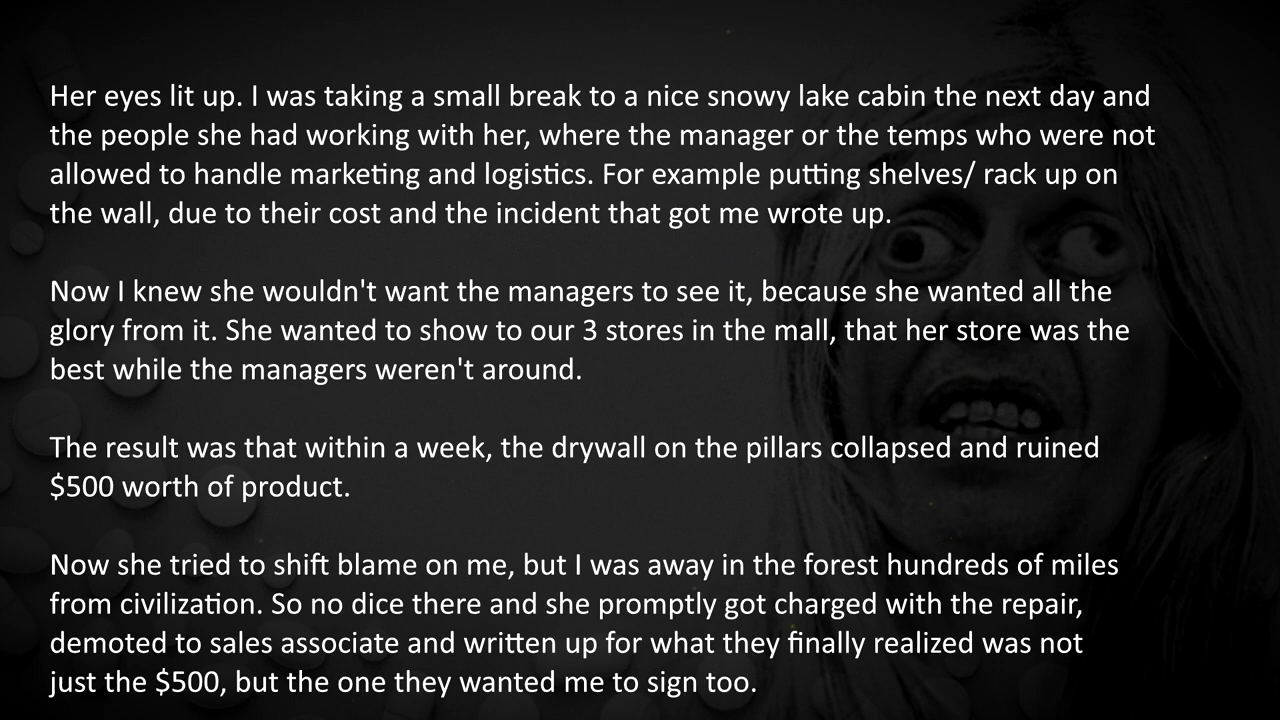 Her eyes lit up. I was taking a small break to a nice snowy lake cabin the next day and
the people she had working with her, where the manager or the temps who were not
allowed to handle marketing and logistics. For example putting shelves/ rack up on
the wall, due to their cost and the incident that got me wrote up.
Now I knew she wouldn't want the managers to see it, because she wanted all the
glory from it. She wanted to show to our 3 stores in the mall, that her store was the
best while the managers weren't around.
The result was that within a week, the drywall on the pillars collapsed and ruined
$500 worth of product.
Now she tried to shift blame on me, but I was away in the forest hundreds of miles
from civilization. So no dice there and she promptly got charged with the repair,
demoted to sales associate and written up for what they finally realized was not
just the $500, but the one they wanted me to sign too.